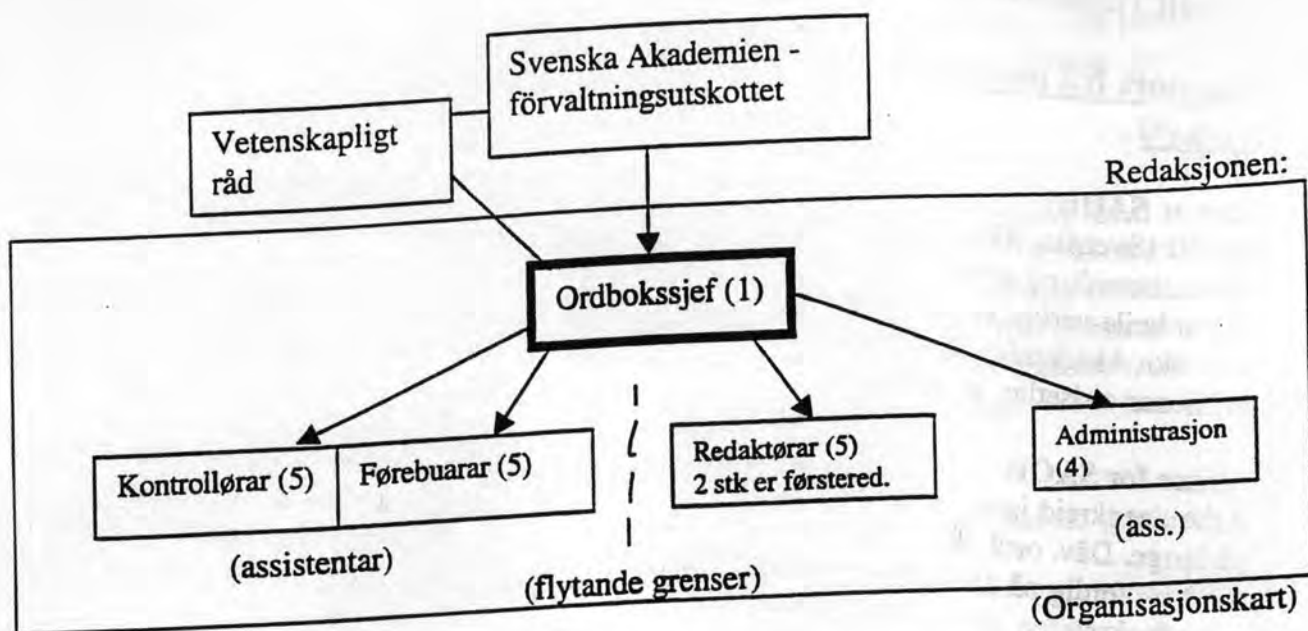 Svenska Akademien -
förvaltningsutskottet
Vetenskapligt
råd
Redaksjonen:
Ordbokssjef (1)
Kontrollørar (5)
Førebuarar (5)
Redaktørar (5)
2 stk er førstered.
Administrasjon
(4)
(assistentar)
(flytande grenser)
(ass.)
(Organisasjonskart)